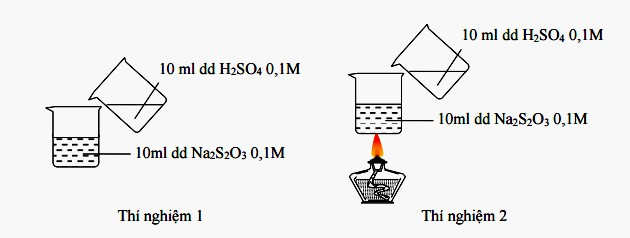 10 ml dd H₂SO₄ 0,1M
10ml dd Na₂S₂O₃ 0,1M
Thí nghiệm 1
10 ml dd H₂SO₄ 0,1M
10ml dd Na₂S₂O₃ 0,1M
Thí nghiệm 2